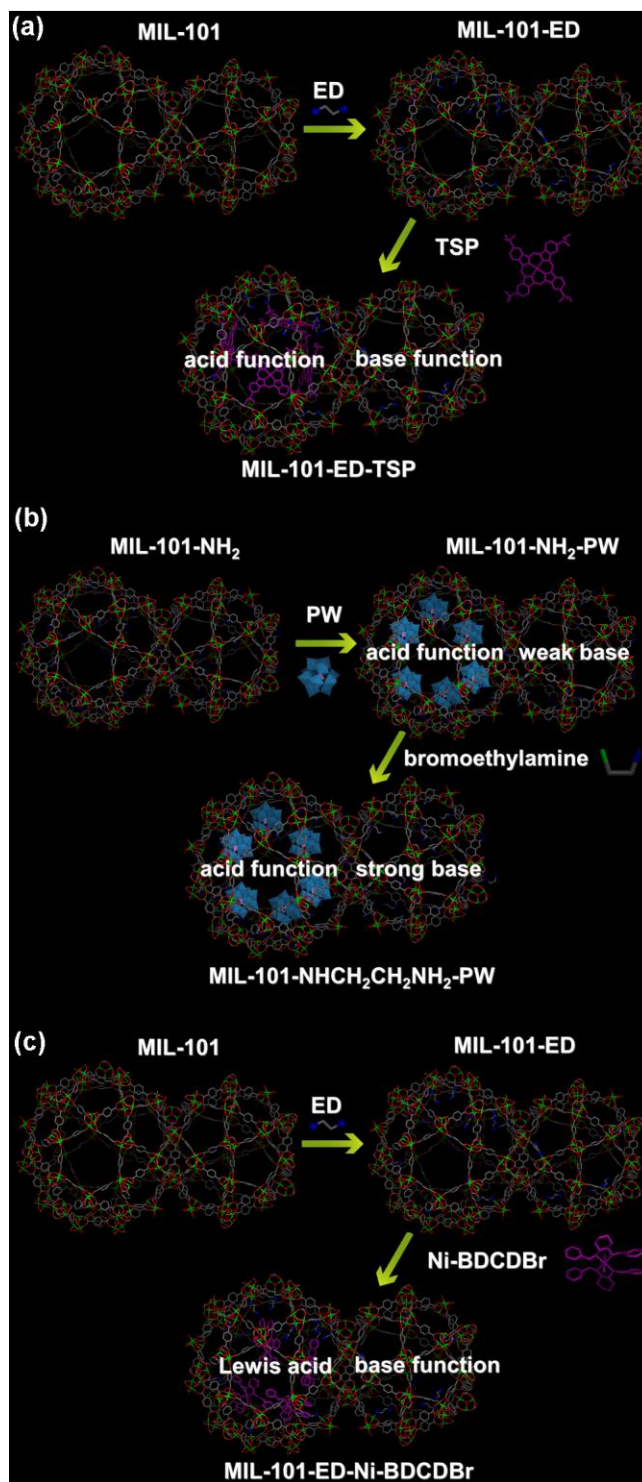 (a)
MIL-101
MIL-101-ED
ED
TSP
acid function
base function
MIL-101-ED-TSP
(b)
MIL-101-NH₂
MIL-101-NH₂-PW
PW
acid function
weak base
bromoethylamine
acid function
strong base
MIL-101-NHCH₂CH₂NH₂-PW
(c)
MIL-101
MIL-101-ED
ED
Ni-BDCDBr
Lewis acid
base function
MIL-101-ED-Ni-BDCDBr